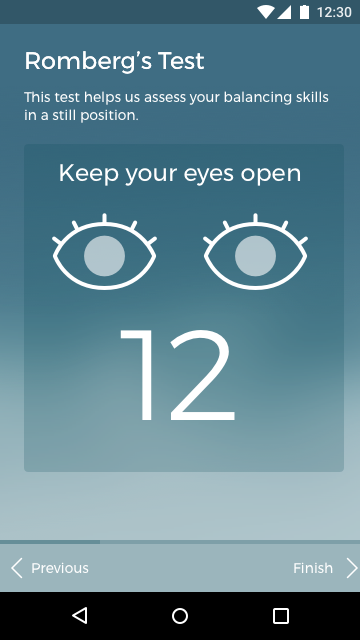 12:30
Romberg’s Test
This test helps us assess your balancing skills
in a still position.
Keep your eyes open
12
Previous
Finish